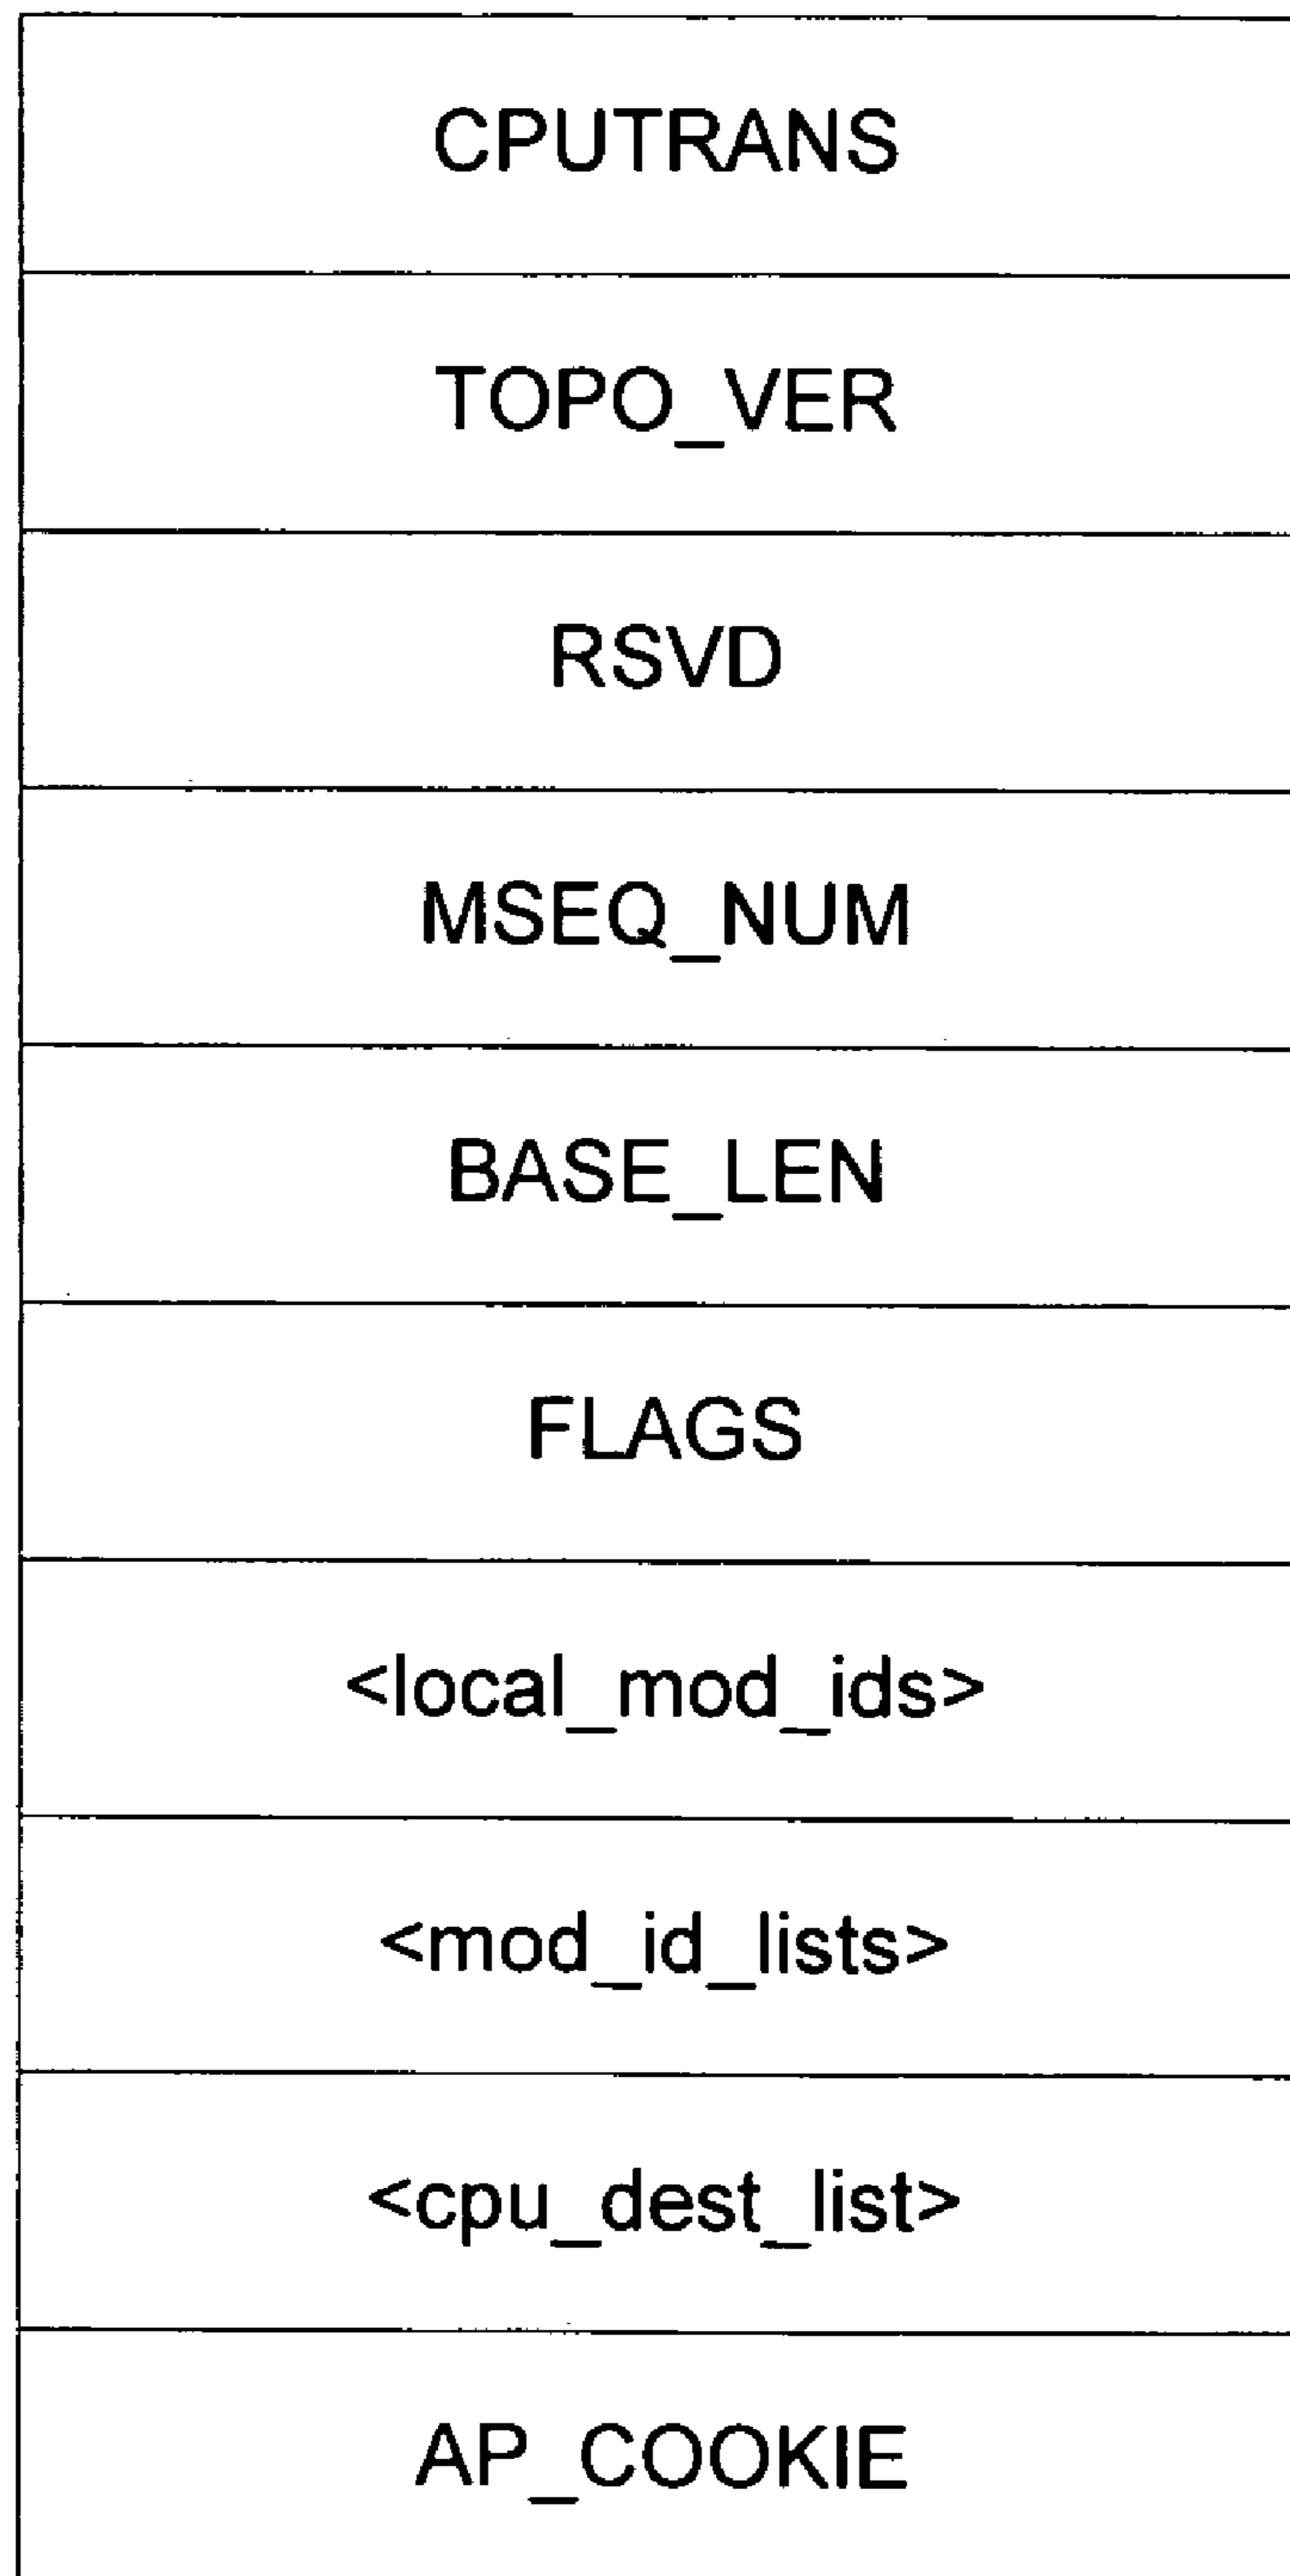 CPUTRANS
TOPO_VER
RSVD
MSEQ_NUM
BASE_LEN
FLAGS
<local_mod_ids>
<mod_id_lists>
<cpu_dest_list>
AP_COOKIE